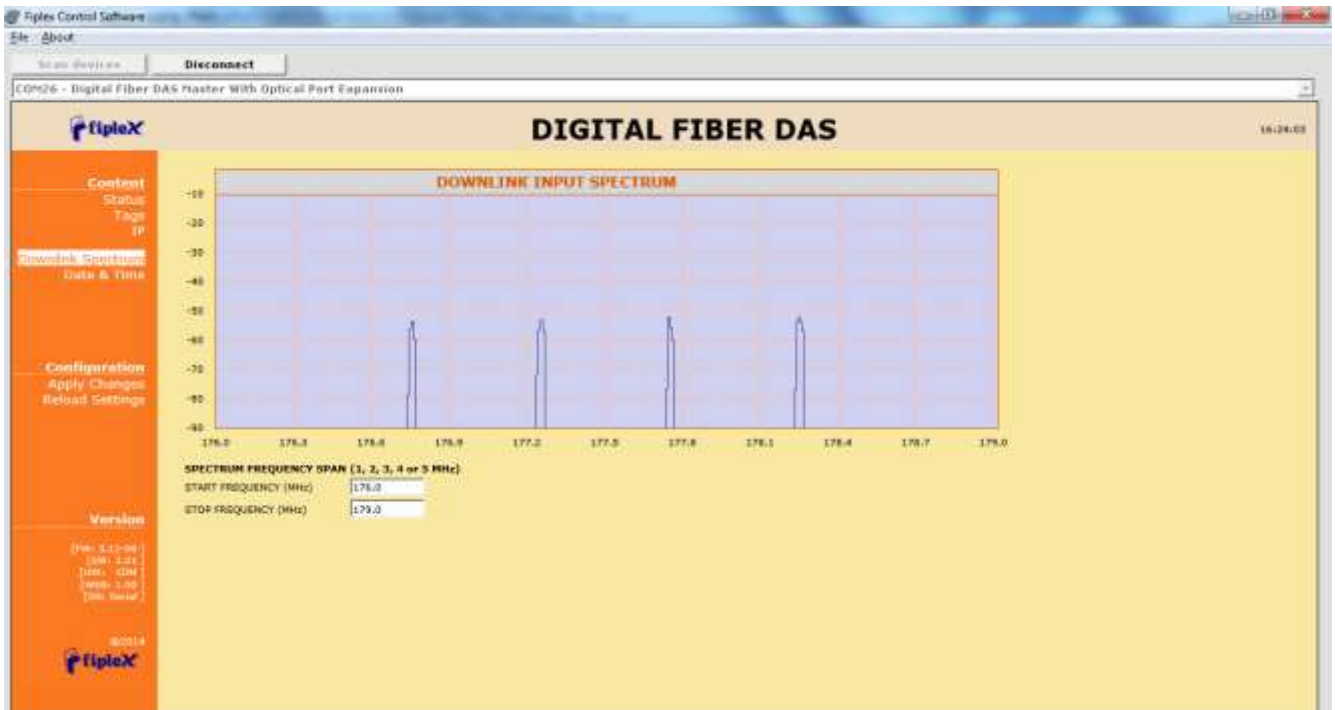 Fiplex Control Software
File About
Scan devices Disconnect
COM26 - Digital Fiber DAS Master With Optical Port Expansion
fipleX
DIGITAL FIBER DAS
16:24:03
Content
Status
Tags
IP
Downlink Spectrum
Date & Time
Configuration
Apply Changes
Reload Settings
Version
@2014
fipleX
DOWNLINK INPUT SPECTRUM
-10
-20
-30
-40
-50
-60
-70
-80
-90
176.0 176.3 176.6 176.9 177.2 177.5 177.8 178.1 178.4 178.7 179.0
SPECTRUM FREQUENCY SPAN (1, 2, 3, 4 or 5 MHz)
START FREQUENCY (MHz) 176.0
STOP FREQUENCY (MHz) 179.0